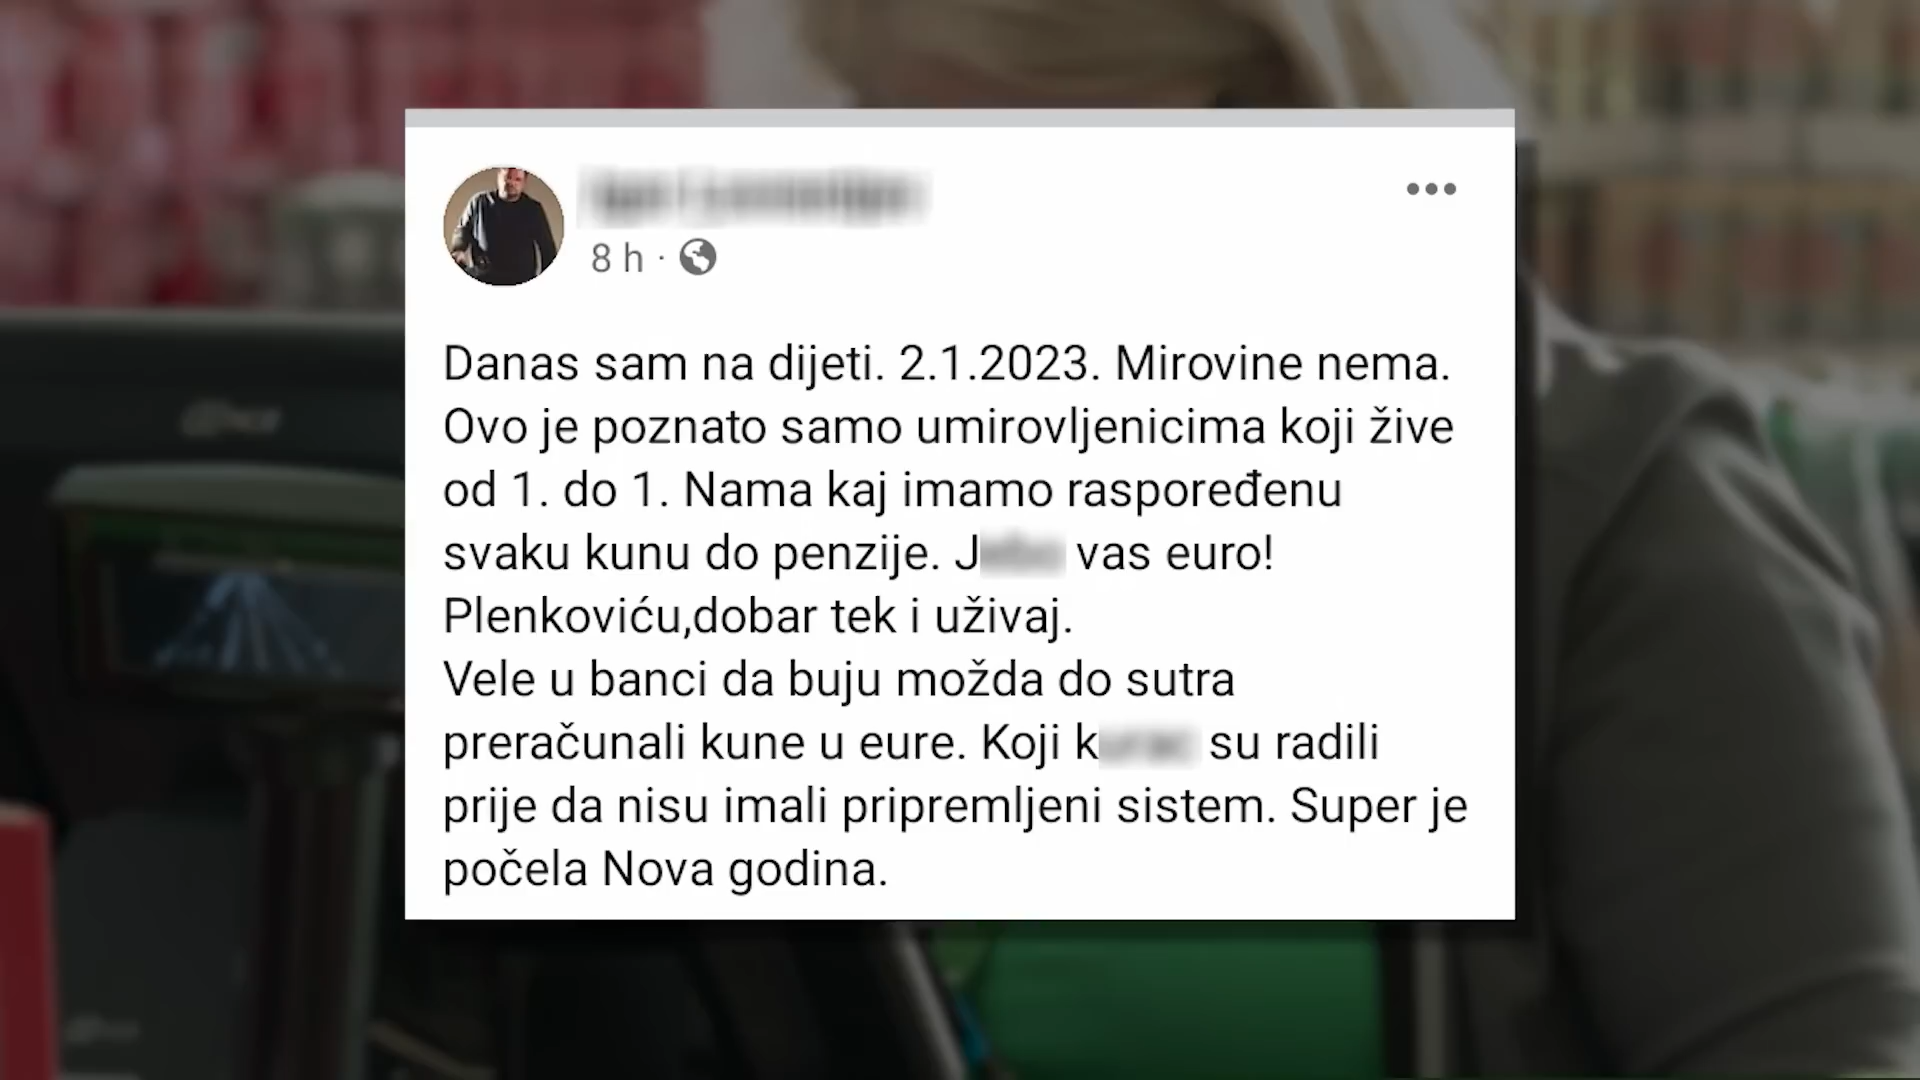 8 h ·
Danas sam na dijeti. 2.1.2023. Mirovine nema.
Ovo je poznato samo umirovljenicima koji žive
od 1. do 1. Nama kaj imamo raspoređenu
svaku kunu do penzije. J vas euro!
Plenkoviću,dobar tek i uživaj.
Vele u banci da buju možda do sutra
preračunali kune u eure. Koji k su radili
prije da nisu imali pripremljeni sistem. Super je
počela Nova godina.